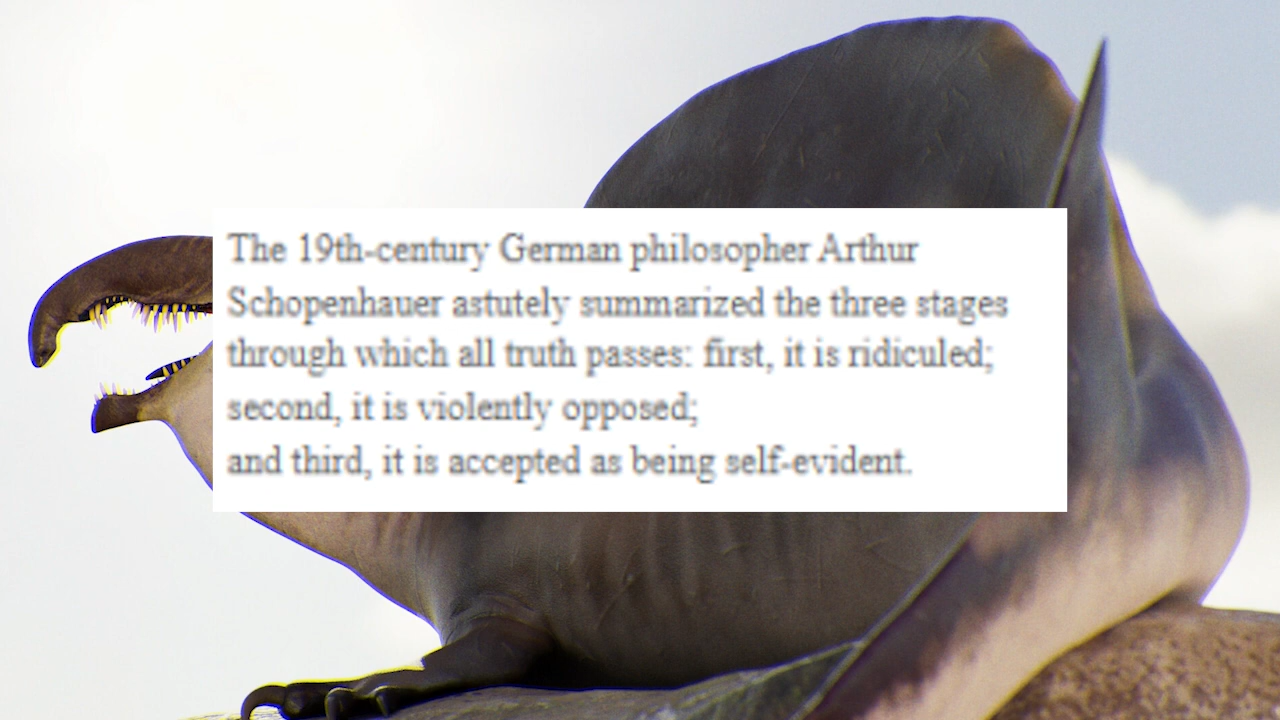 The 19th-century German philosopher Arthur
Schopenhauer astutely summarized the three stages
through which all truth passes: first, it is ridiculed;
second, it is violently opposed;
and third, it is accepted as being self-evident.